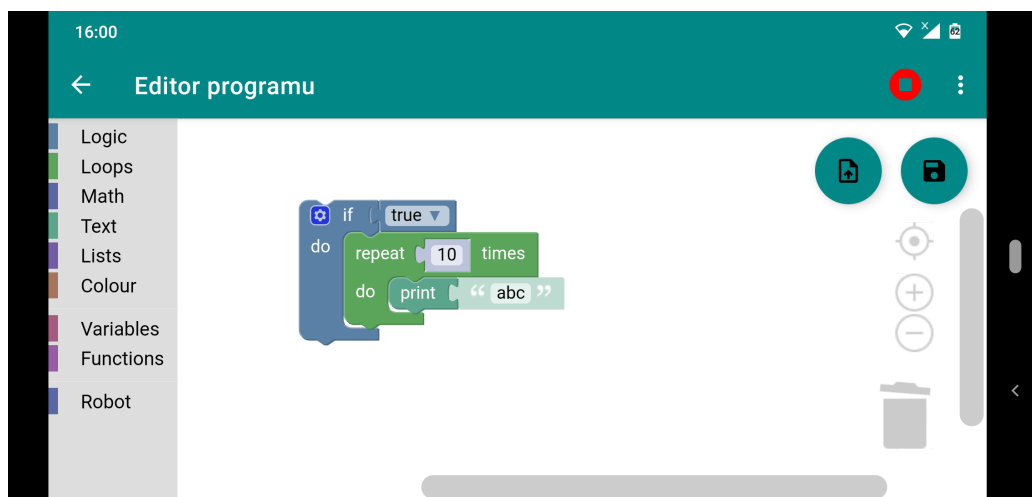 16:00
62
Editor programu
Logic
Loops
Math
Text
Lists
Colour
Variables
Functions
Robot
if true
do repeat 10 times
do print “ abc ”